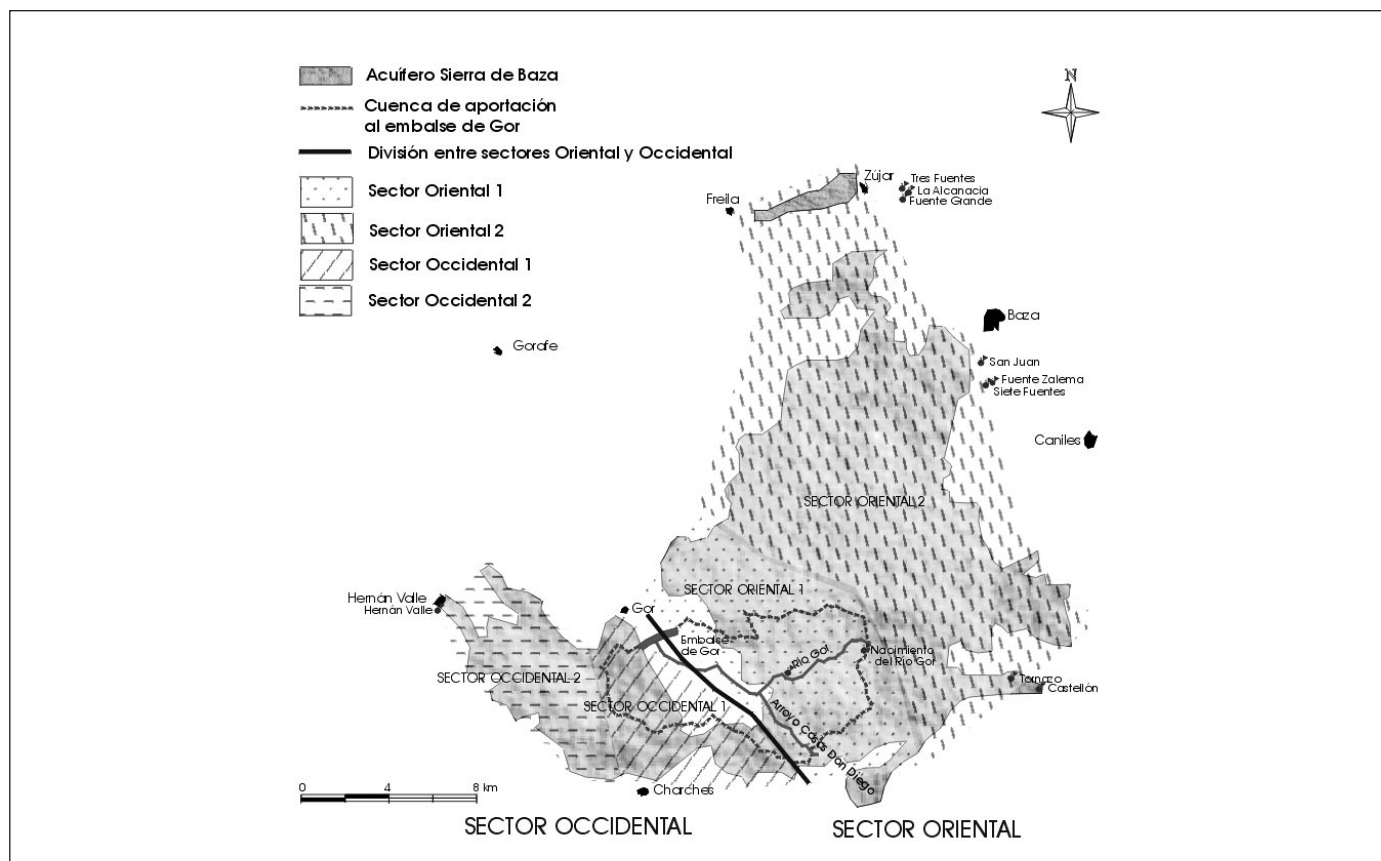 Acuífero Sierra de Baza
Cuenca de aportación
al embalse de Gor
División entre sectores Oriental y Occidental
Sector Oriental 1
Sector Oriental 2
Sector Occidental 1
Sector Occidental 2
N
Zújar
Tres Fuentes
La Alcanacia
Fuente Grande
Freila
Baza
Gorafe
San Juan
Fuente Zalema
Siete Fuentes
Caniles
SECTOR ORIENTAL 2
SECTOR ORIENTAL 1
Hernán Valle
Hernán Valle
Gor
Embalse
de Gor
Río Gor
Nacimiento
del Río Gor
SECTOR OCCIDENTAL 2
Tornazo
Castellón
SECTOR OCCIDENTAL 1
Arroyo Casas Don Diego
0 4 8 km
Charches
SECTOR OCCIDENTAL
SECTOR ORIENTAL